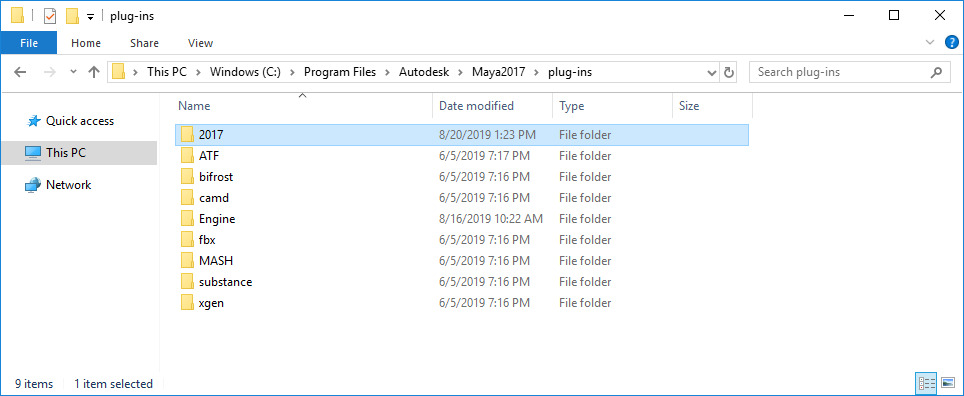 plug-ins
File Home Share View
This PC Windows (C:) Program Files Autodesk Maya2017 plug-ins Search plug-ins
Name Date modified Type Size
Quick access
This PC
Network
2017 8/20/2019 1:23 PM File folder
ATF 6/5/2019 7:17 PM File folder
bifrost 6/5/2019 7:16 PM File folder
camd 6/5/2019 7:16 PM File folder
Engine 8/16/2019 10:22 AM File folder
fbx 6/5/2019 7:16 PM File folder
MASH 6/5/2019 7:16 PM File folder
substance 6/5/2019 7:16 PM File folder
xgen 6/5/2019 7:16 PM File folder
9 items 1 item selected